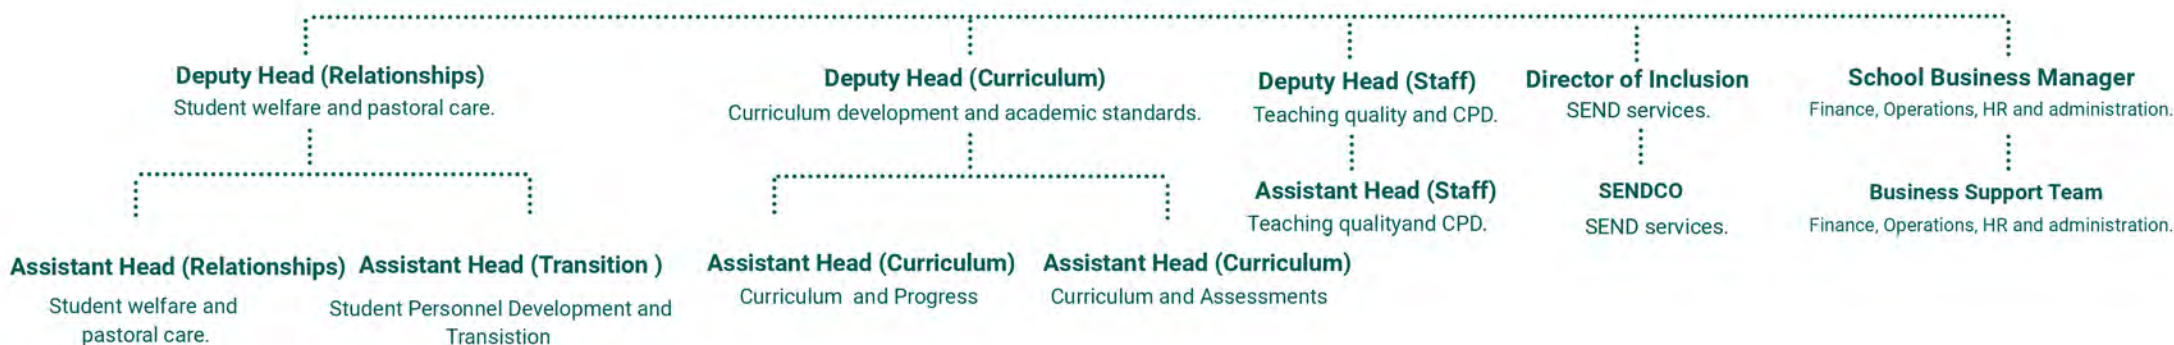 Deputy Head (Relationships)
Student welfare and pastoral care.
Deputy Head (Curriculum)
Curriculum development and academic standards.
Deputy Head (Staff)
Teaching quality and CPD.
Director of Inclusion
SEND services.
School Business Manager
Finance, Operations, HR and administration.
Assistant Head (Relationships)
Student welfare and
pastoral care.
Assistant Head (Transition )
Student Personnel Development and
Transistion
Assistant Head (Curriculum)
Curriculum and Progress
Assistant Head (Curriculum)
Curriculum and Assessments
Assistant Head (Staff)
Teaching qualityand CPD.
SENDCO
SEND services.
Business Support Team
Finance, Operations, HR and administration.